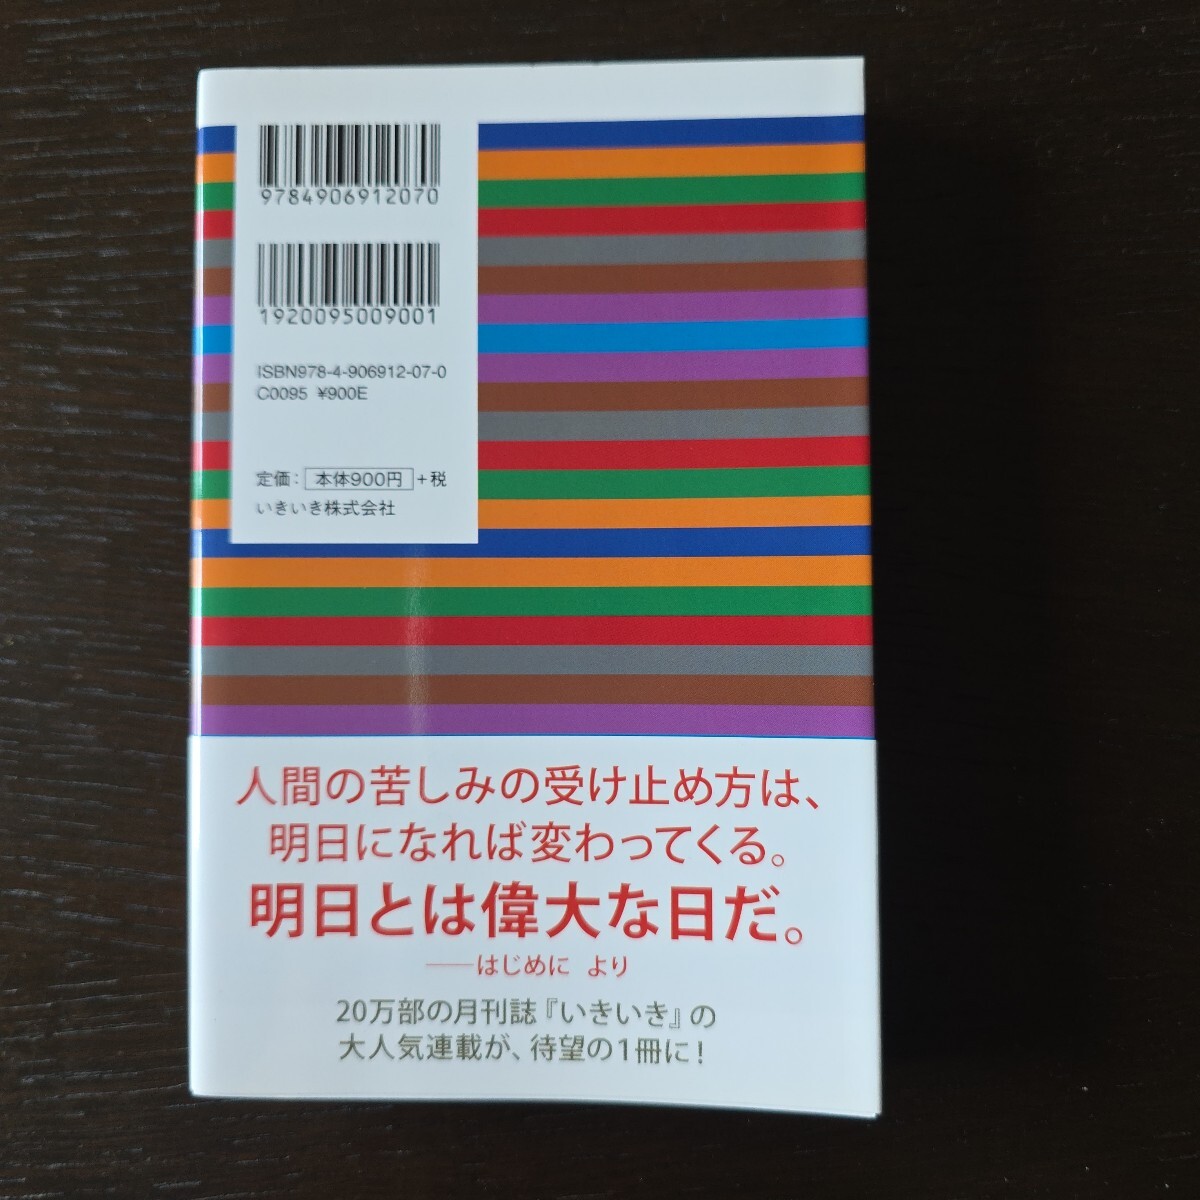 9784906912070
1920095009001
ISBN978-4-906912-07-0
C0095 ¥900E
定価： 本体900円 +税
いきいき株式会社
人間の苦しみの受け止め方は、
明日になれば変わってくる。
明日とは偉大な日だ。
――はじめに より
20万部の月刊誌『いきいき』の
大人気連載が、待望の1冊に！